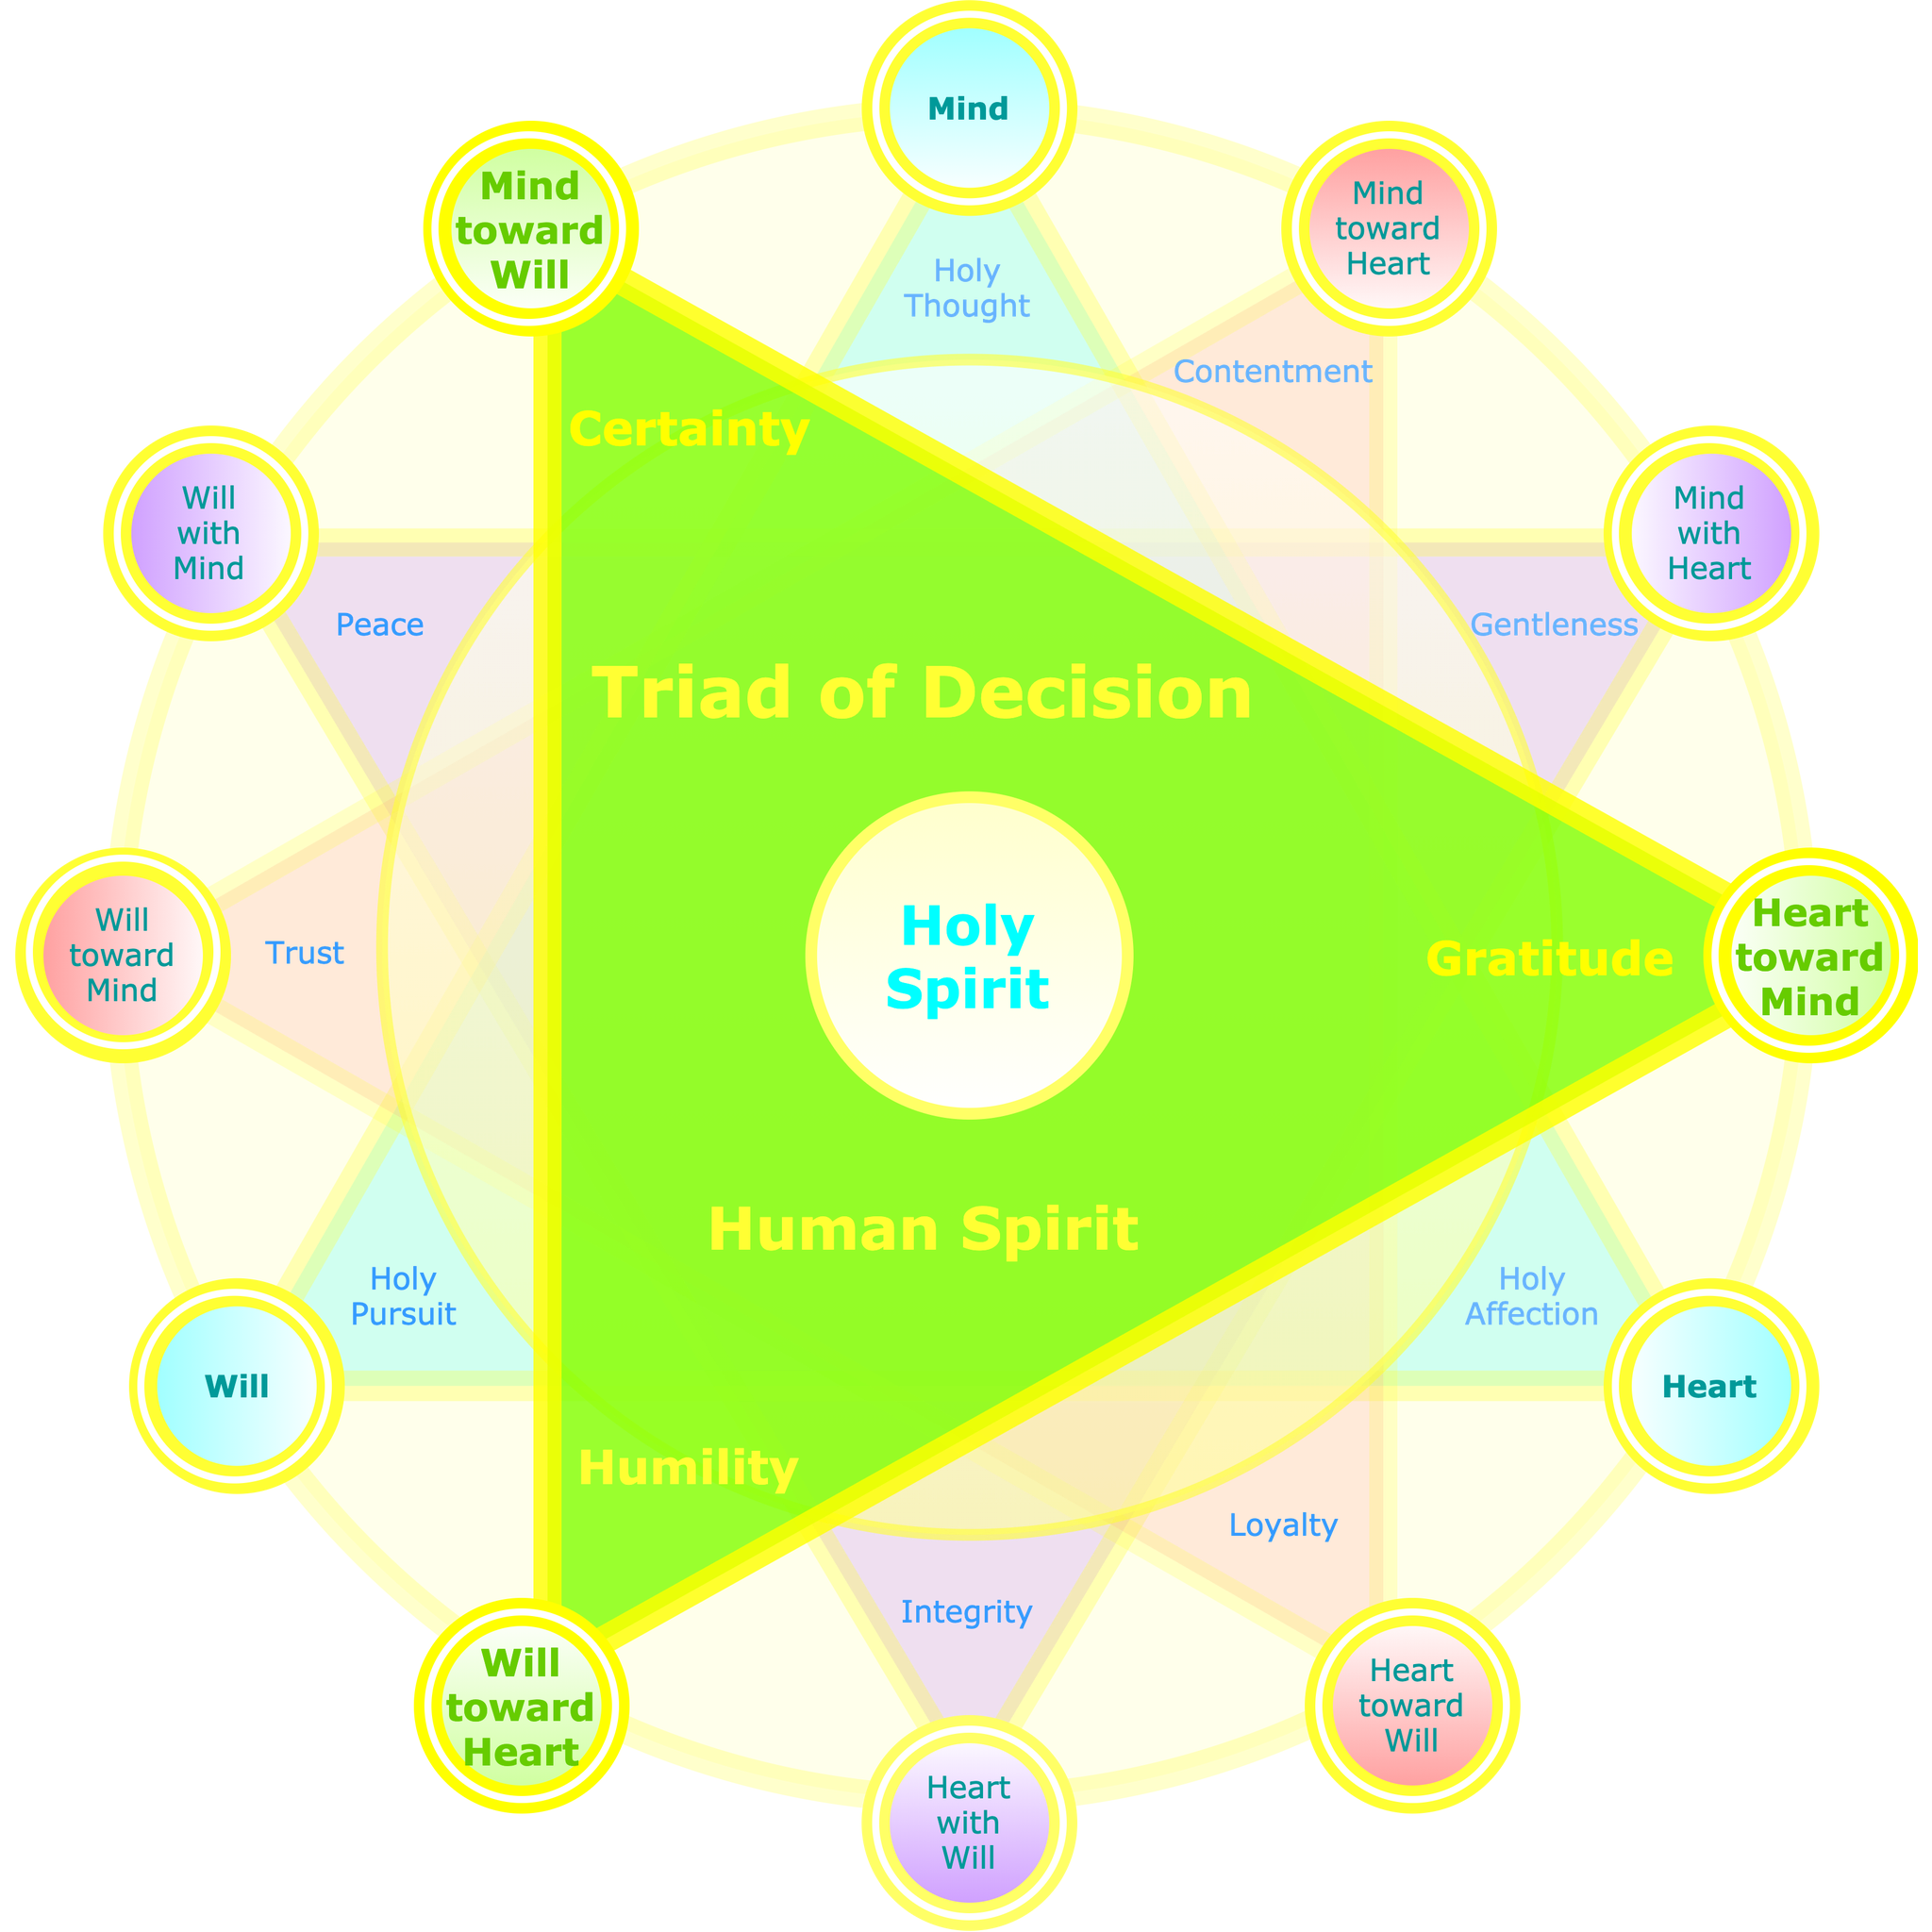 Mind
Mind
toward
Will
Mind
toward
Heart
Holy
Thought
Contentment
Certainty
Will
with
Mind
Mind
with
Heart
Peace
Gentleness
Triad of Decision
Will
toward
Mind
Trust
Holy
Spirit
Gratitude
Heart
toward
Mind
Human Spirit
Holy
Pursuit
Holy
Affection
Will
Heart
Humility
Loyalty
Integrity
Will
toward
Heart
Heart
toward
Will
Heart
with
Will